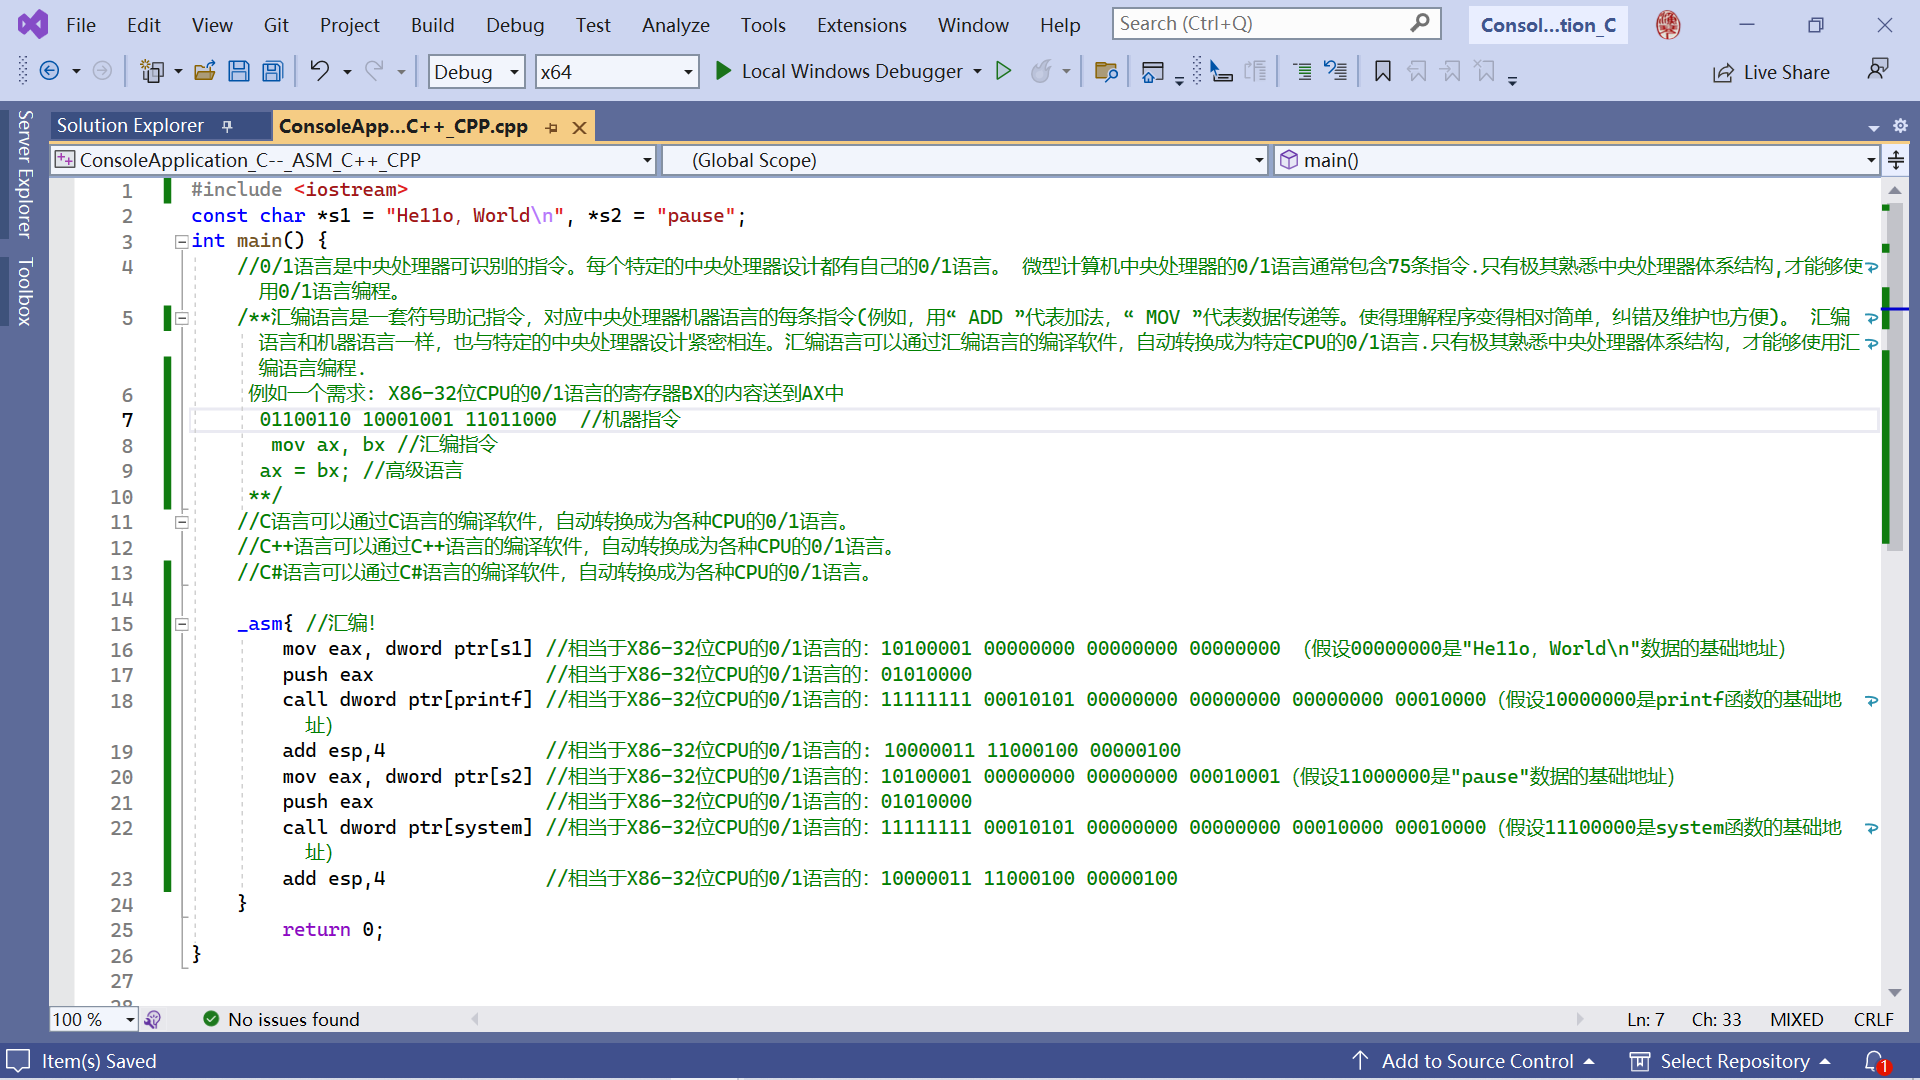 File Edit View Git Project Build Debug Test Analyze Tools Extensions Window Help Search (Ctrl+Q) Consol...tion_C
Debug x64 Local Windows Debugger Live Share
Server Explorer
Toolbox
Solution Explorer ConsoleApp...C++_CPP.cpp
ConsoleApplication_C--_ASM_C++_CPP (Global Scope) main()
1 #include <iostream>
2 const char *s1 = "He11o，World\n", *s2 = "pause";
3 int main() {
4 //0/1语言是中央处理器可识别的指令。每个特定的中央处理器设计都有自己的0/1语言。 微型计算机中央处理器的0/1语言通常包含75条指令.只有极其熟悉中央处理器体系结构,才能够使
用0/1语言编程。
5 /**汇编语言是一套符号助记指令，对应中央处理器机器语言的每条指令(例如，用“ ADD ”代表加法，“ MOV ”代表数据传递等。使得理解程序变得相对简单，纠错及维护也方便)。 汇编
语言和机器语言一样，也与特定的中央处理器设计紧密相连。汇编语言可以通过汇编语言的编译软件，自动转换成为特定CPU的0/1语言.只有极其熟悉中央处理器体系结构，才能够使用汇
编语言编程.
6 例如一个需求: X86-32位CPU的0/1语言的寄存器BX的内容送到AX中
7 01100110 10001001 11011000 //机器指令
8 mov ax, bx //汇编指令
9 ax = bx; //高级语言
10 **/
11 //C语言可以通过C语言的编译软件，自动转换成为各种CPU的0/1语言。
12 //C++语言可以通过C++语言的编译软件，自动转换成为各种CPU的0/1语言。
13 //C#语言可以通过C#语言的编译软件，自动转换成为各种CPU的0/1语言。
14
15 _asm{ //汇编!
16 mov eax, dword ptr[s1] //相当于X86-32位CPU的0/1语言的: 10100001 00000000 00000000 00000000 （假设00000000是"He11o，World\n"数据的基础地址）
17 push eax //相当于X86-32位CPU的0/1语言的: 01010000
18 call dword ptr[printf] //相当于X86-32位CPU的0/1语言的: 11111111 00010101 00000000 00000000 00000000 00010000（假设10000000是printf函数的基础地
址）
19 add esp,4 //相当于X86-32位CPU的0/1语言的: 10000011 11000100 00000100
20 mov eax, dword ptr[s2] //相当于X86-32位CPU的0/1语言的: 10100001 00000000 00000000 00010001（假设11000000是"pause"数据的基础地址）
21 push eax //相当于X86-32位CPU的0/1语言的: 01010000
22 call dword ptr[system] //相当于X86-32位CPU的0/1语言的: 11111111 00010101 00000000 00000000 00010000 00010000（假设11100000是system函数的基础地
址）
23 add esp,4 //相当于X86-32位CPU的0/1语言的: 10000011 11000100 00000100
24 }
25 return 0;
26 }
27
28
100 % No issues found Ln: 7 Ch: 33 MIXED CRLF
Item(s) Saved Add to Source Control Select Repository 1